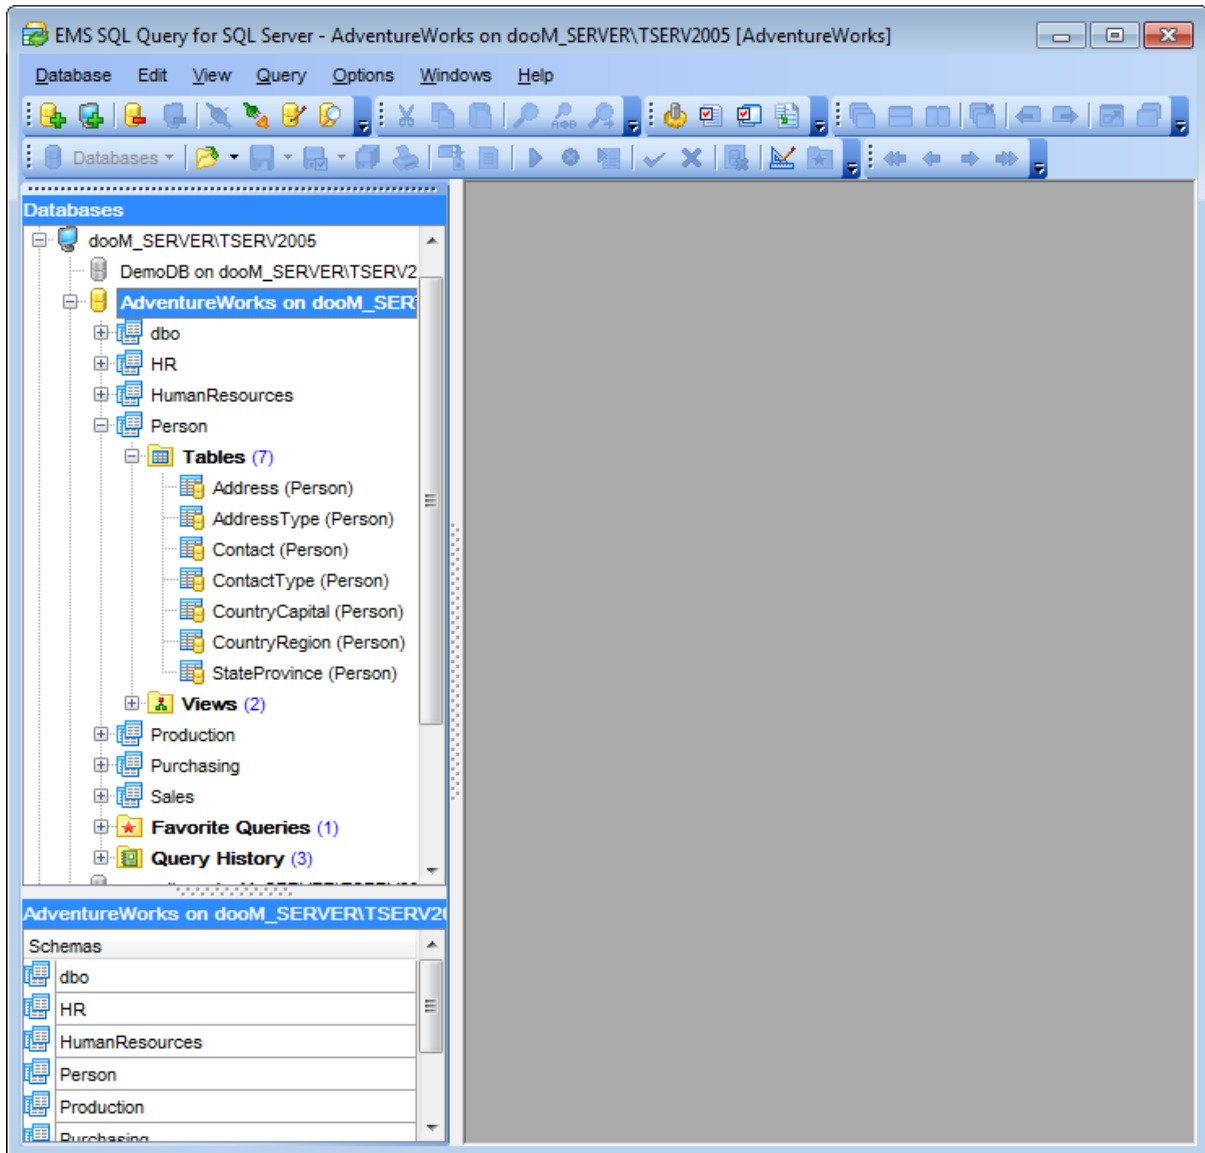 EMS SQL Query for SQL Server - AdventureWorks on dooM_SERVER\TSERV2005 [AdventureWorks]
Database Edit View Query Options Windows Help
Databases
Databases
dooM_SERVER\TSERV2005
DemoDB on dooM_SERVER\TSERV2
AdventureWorks on dooM_SER
dbo
HR
HumanResources
Person
Tables (7)
Address (Person)
AddressType (Person)
Contact (Person)
ContactType (Person)
CountryCapital (Person)
CountryRegion (Person)
StateProvince (Person)
Views (2)
Production
Purchasing
Sales
Favorite Queries (1)
Query History (3)
AdventureWorks on dooM_SERVER\TSERV20
Schemas
dbo
HR
HumanResources
Person
Production
Purchasing